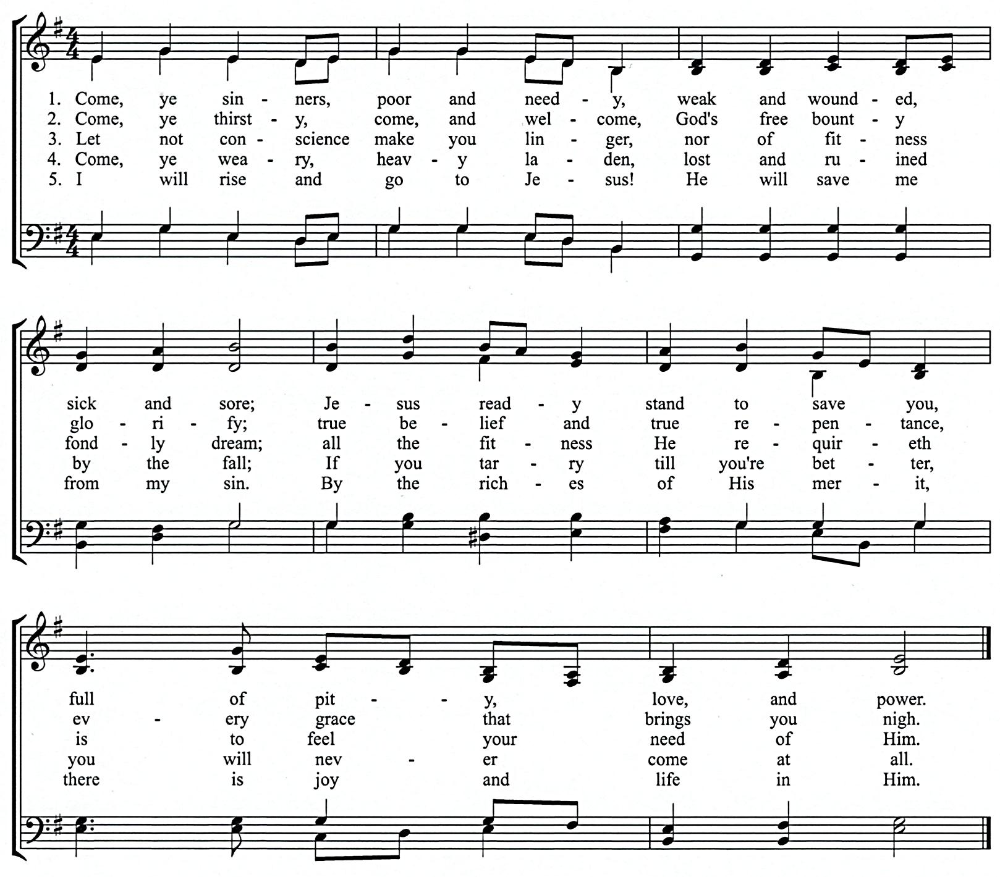 1. Come, ye sin - ners, poor and need - y, weak and wound - ed,
2. Come, ye thirst - y, come, and wel - come, God's free bount - y
3. Let not con - science make you lin - ger, nor of fit - ness
4. Come, ye wea - ry, heav - y la - den, lost and ru - ined
5. I will rise and go to Je - sus! He will save me
sick and sore; Je - sus read - y stand to save you,
glo - ri - fy; true be - lief and true re - pen - tance,
fond - ly dream; all the fit - ness He re - quir - eth
by the fall; If you tar - ry till you're bet - ter,
from my sin. By the rich - es of His mer - it,
full of pit - - y, love, and power.
ev - ery grace that brings you nigh.
is to feel your need of Him.
you will nev - er come at all.
there is joy and life in Him.